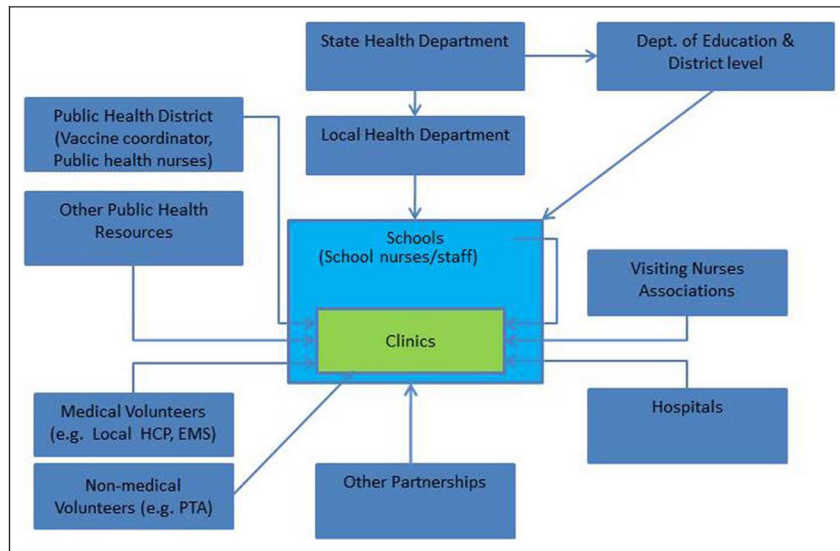 State Health Department
Dept. of Education &
District level
Public Health District
(Vaccine coordinator,
Public health nurses)
Local Health Department
Other Public Health
Resources
Schools
(School nurses/staff)
Visiting Nurses
Associations
Clinics
Medical Volunteers
(e.g. Local HCP, EMS)
Hospitals
Non-medical
Volunteers (e.g. PTA)
Other Partnerships